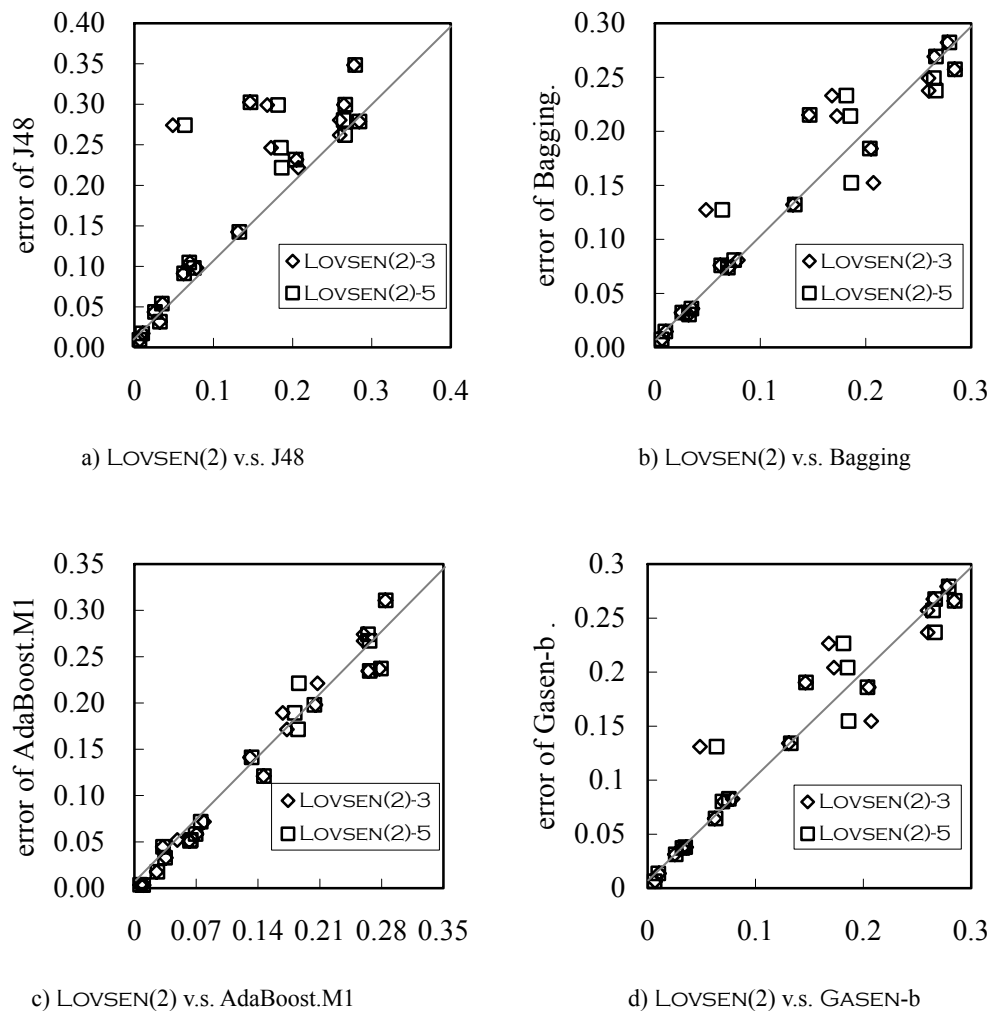 error of J48
0.40
0.35
0.30
0.25
0.20
0.15
0.10
0.05
0.00
0 0.1 0.2 0.3 0.4
LOVSEN(2)-3
LOVSEN(2)-5
a) LOVSEN(2) v.s. J48
error of Bagging.
0.30
0.25
0.20
0.15
0.10
0.05
0.00
0 0.1 0.2 0.3
LOVSEN(2)-3
LOVSEN(2)-5
b) LOVSEN(2) v.s. Bagging
error of AdaBoost.M1
0.35
0.30
0.25
0.20
0.15
0.10
0.05
0.00
0 0.07 0.14 0.21 0.28 0.35
LOVSEN(2)-3
LOVSEN(2)-5
c) LOVSEN(2) v.s. AdaBoost.M1
error of Gasen-b .
0.3
0.25
0.2
0.15
0.1
0.05
0
0 0.1 0.2 0.3
LOVSEN(2)-3
LOVSEN(2)-5
d) LOVSEN(2) v.s. GASEN-b